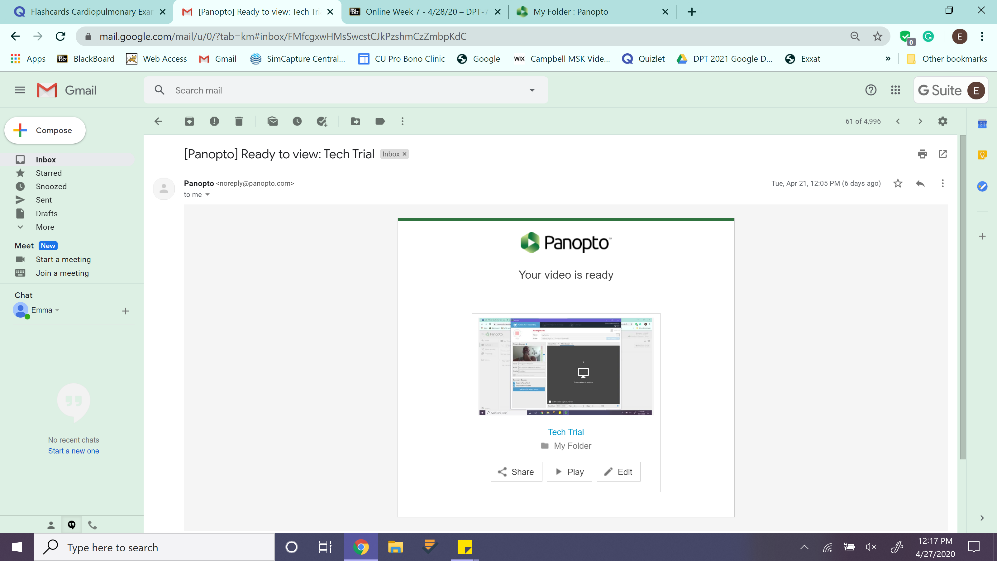 Flashcards Cardiopulmonary Exam
[Panopto] Ready to view: Tech Tri
Online Week 7 - 4/28/20 – DPT -
My Folder : Panopto
mail.google.com/mail/u/0/?tab=km#inbox/FMfcgxwHMsSwcstCJkPzshmCzZmbpKdC
0
E
Apps
BlackBoard
Web Access
Gmail
SimCapture Central...
CU Pro Bono Clinic
Google
Campbell MSK Vide...
Quizlet
DPT 2021 Google D...
Exxat
»
Other bookmarks
Gmail
Search mail
G Suite
E
Compose
61 of 4,996
Inbox
Starred
Snoozed
Sent
Drafts
More
Meet New
Start a meeting
Join a meeting
Chat
Emma
No recent chats
Start a new one
[Panopto] Ready to view: Tech Trial
Inbox x
Panopto <noreply@panopto.com>
Tue, Apr 21, 12:05 PM (6 days ago)
to me
Panopto
Your video is ready
Tech Trial
My Folder
Share
Play
Edit
Type here to search
12:17 PM
4/27/2020